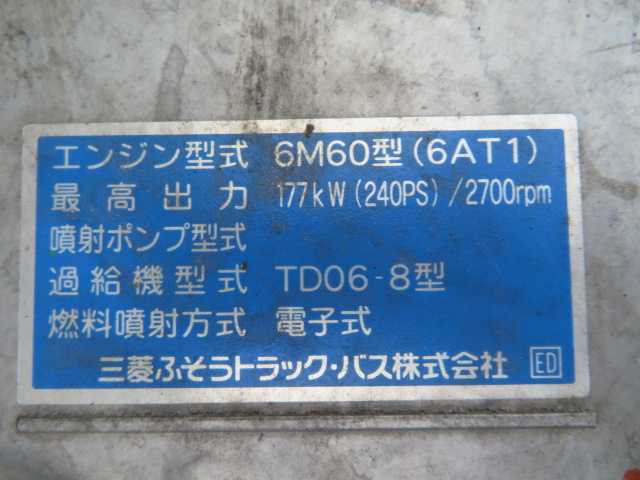 エンジン型式 6M60型(6AT1)
最高出力 177kW(240PS)/2700rpm
噴射ポンプ型式
過給機型式 TD06-8型
燃料噴射方式 電子式
三菱ふそうトラック・バス株式会社 ED